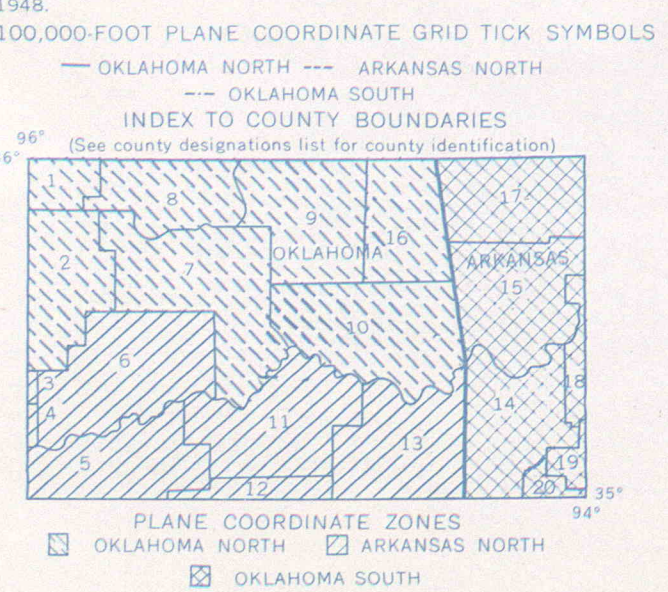 1948.
100,000-FOOT PLANE COORDINATE GRID TICK SYMBOLS
OKLAHOMA NORTH --- ARKANSAS NORTH
OKLAHOMA SOUTH
INDEX TO COUNTY BOUNDARIES
96°
(See county designations list for county identification)
6°
1
8
17
9
16
OKLAHOMA
ARKANSAS
2
7
15
10
6
3
18
4
14
11
13
5
19
12
20
35°
94°
PLANE COORDINATE ZONES
OKLAHOMA NORTH ARKANSAS NORTH
OKLAHOMA SOUTH